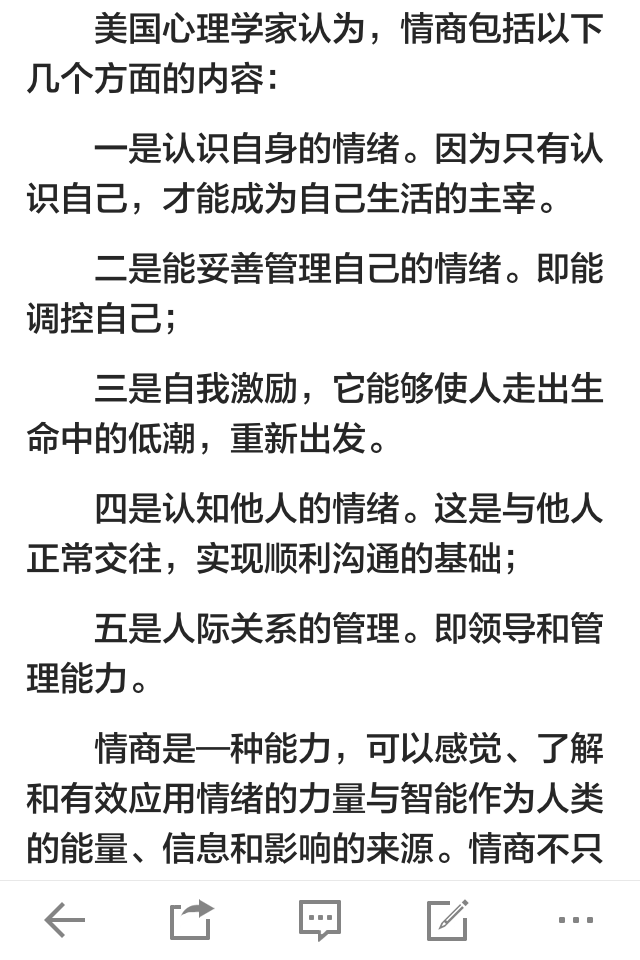 美国心理学家认为，情商包括以下
几个方面的内容：
一是认识自身的情绪。因为只有认
识自己，才能成为自己生活的主宰。
二是能妥善管理自己的情绪。即能
调控自己；
三是自我激励，它能够使人走出生
命中的低潮，重新出发。
四是认知他人的情绪。这是与他人
正常交往，实现顺利沟通的基础；
五是人际关系的管理。即领导和管
理能力。
情商是—种能力，可以感觉、了解
和有效应用情绪的力量与智能作为人类
的能量、信息和影响的来源。情商不只